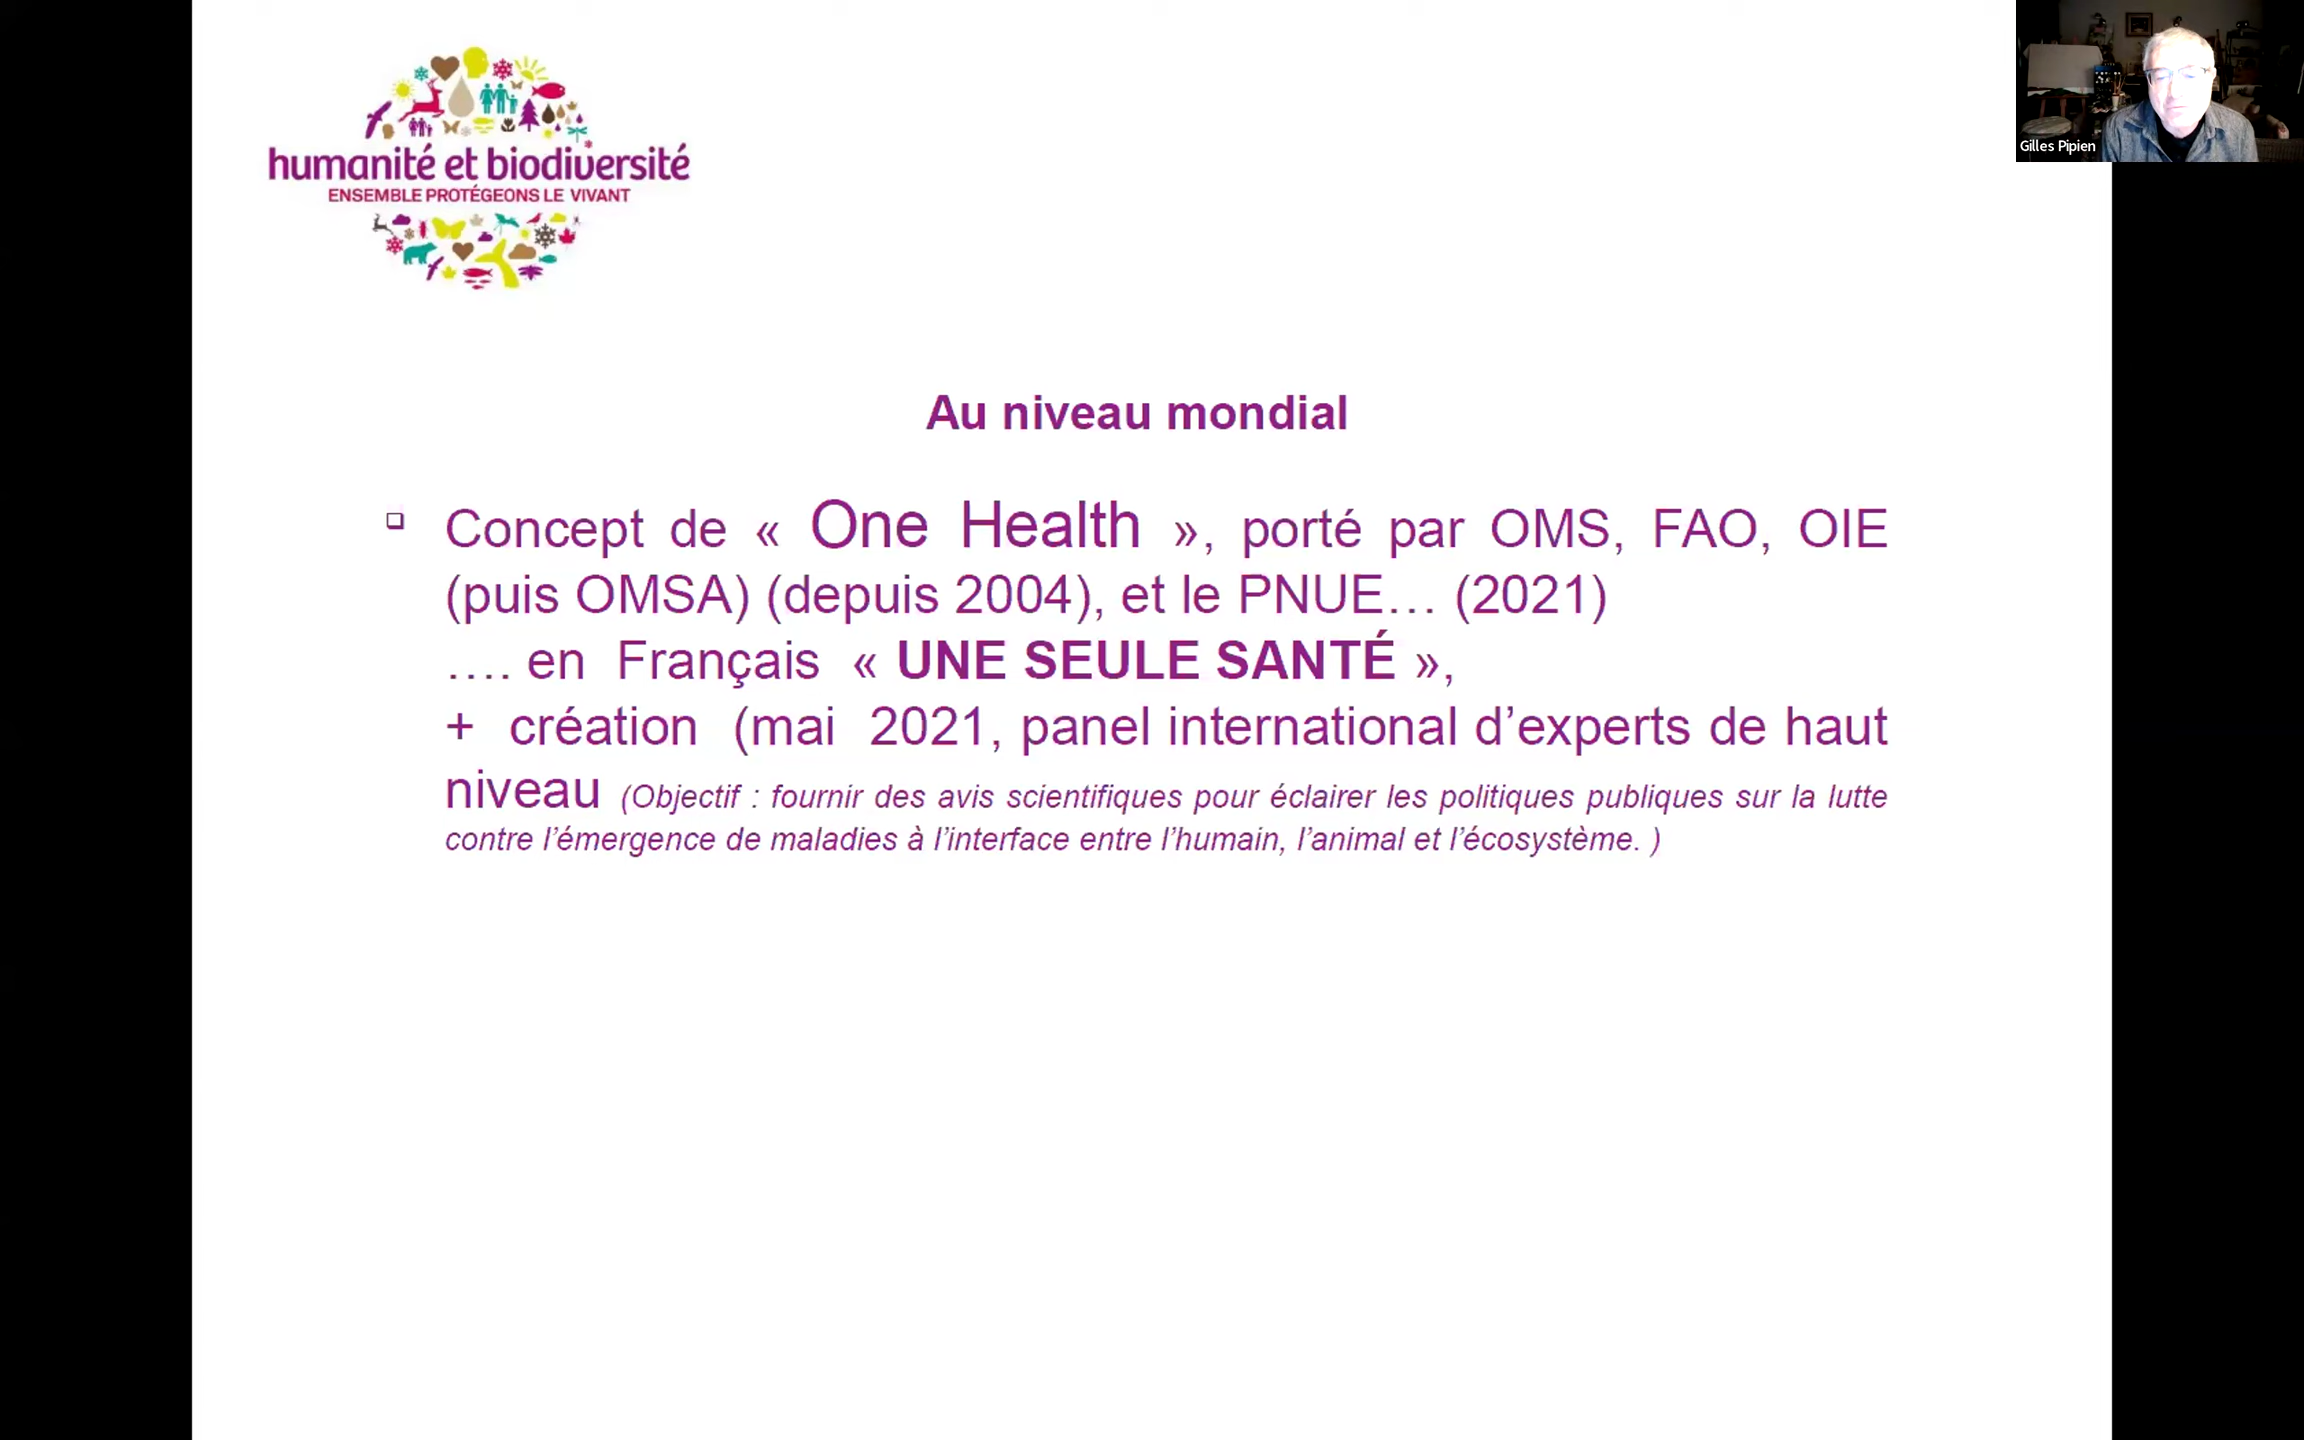 humanité et biodiversité
ENSEMBLE PROTÉGEONS LE VIVANT
Gilles Pipien
Au niveau mondial
Concept de « One Health », porté par OMS, FAO, OIE
(puis OMSA) (depuis 2004), et le PNUE… (2021)
…. en Français « UNE SEULE SANTÉ »,
+ création (mai 2021, panel international d’experts de haut
niveau (Objectif : fournir des avis scientifiques pour éclairer les politiques publiques sur la lutte
contre l’émergence de maladies à l’interface entre l’humain, l’animal et l’écosystème. )